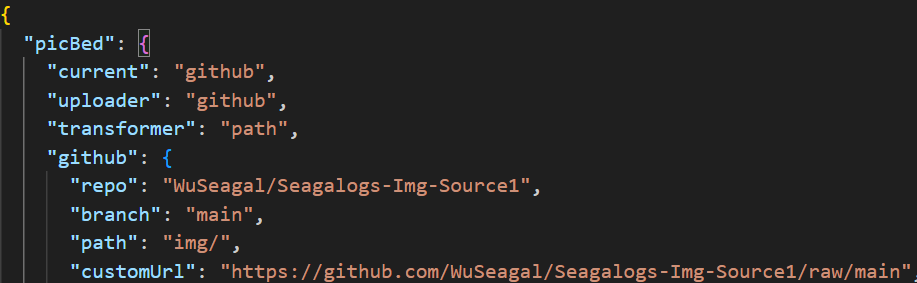 {
"picBed": {
"current": "github",
"uploader": "github",
"transformer": "path",
"github": {
"repo": "WuSeagal/Seagalogs-Img-Source1",
"branch": "main",
"path": "img/",
"customUrl": "https://github.com/WuSeagal/Seagalogs-Img-Source1/raw/main",